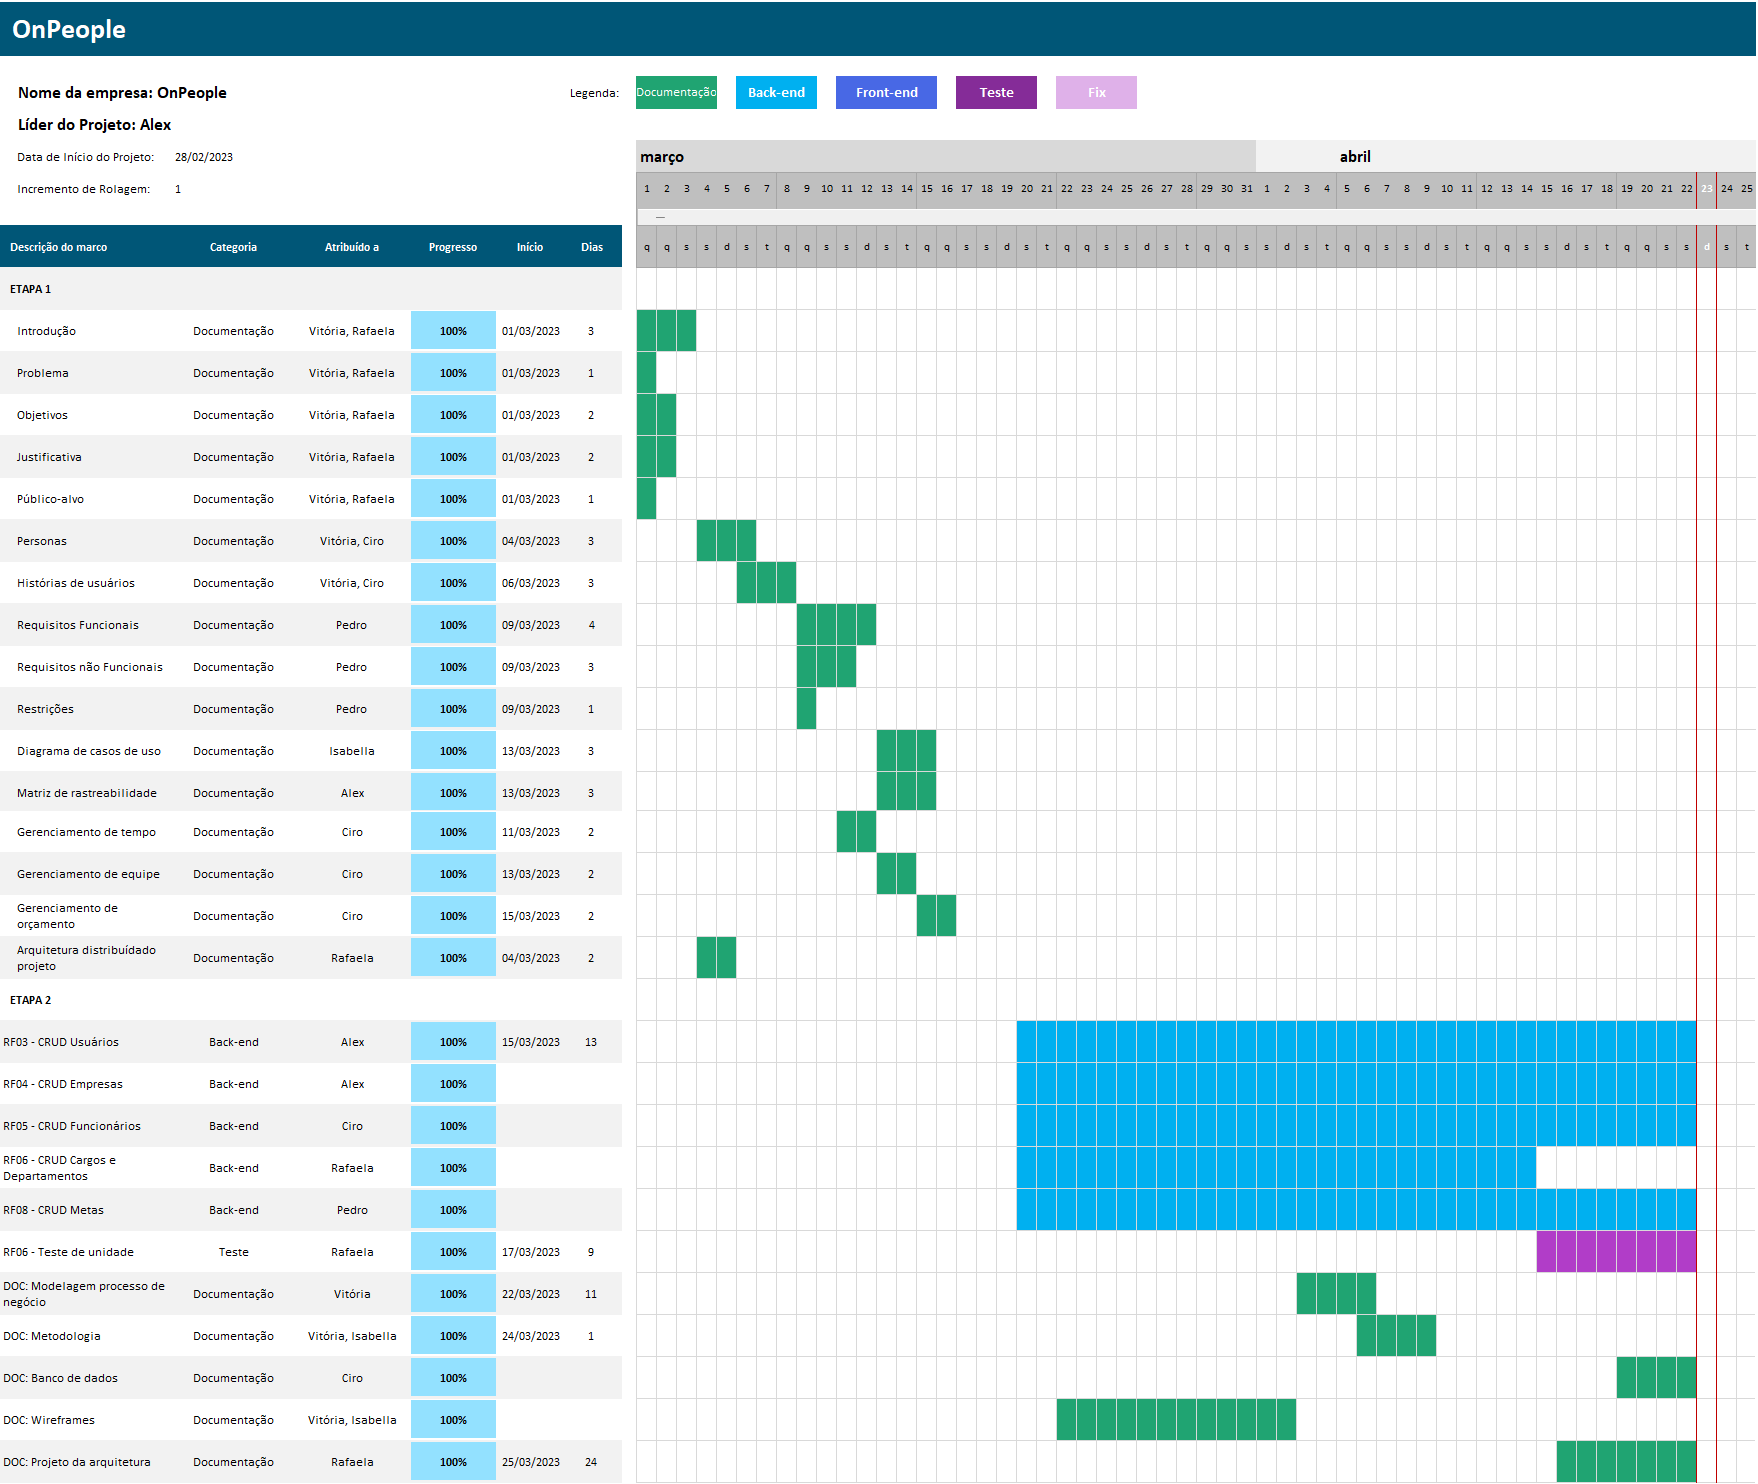 OnPeople
Nome da empresa: OnPeople
Legenda: Documentação Back-end Front-end Teste Fix
Líder do Projeto: Alex
Data de Início do Projeto: 28/02/2023
março abril
Incremento de Rolagem: 1
1 2 3 4 5 6 7 8 9 10 11 12 13 14 15 16 17 18 19 20 21 22 23 24 25 26 27 28 29 30 31 1 2 3 4 5 6 7 8 9 10 11 12 13 14 15 16 17 18 19 20 21 22 23 24 25
Descrição do marco Categoria Atribuído a Progresso Início Dias
q q s s d s t q q s s d s t q q s s d s t q q s s d s t q q s s d s t q q s s d s t q q s s d s t q q s s d s t
ETAPA 1
Introdução Documentação Vitória, Rafaela 100% 01/03/2023 3
Problema Documentação Vitória, Rafaela 100% 01/03/2023 1
Objetivos Documentação Vitória, Rafaela 100% 01/03/2023 2
Justificativa Documentação Vitória, Rafaela 100% 01/03/2023 2
Público-alvo Documentação Vitória, Rafaela 100% 01/03/2023 1
Personas Documentação Vitória, Ciro 100% 04/03/2023 3
Histórias de usuários Documentação Vitória, Ciro 100% 06/03/2023 3
Requisitos Funcionais Documentação Pedro 100% 09/03/2023 4
Requisitos não Funcionais Documentação Pedro 100% 09/03/2023 3
Restrições Documentação Pedro 100% 09/03/2023 1
Diagrama de casos de uso Documentação Isabella 100% 13/03/2023 3
Matriz de rastreabilidade Documentação Alex 100% 13/03/2023 3
Gerenciamento de tempo Documentação Ciro 100% 11/03/2023 2
Gerenciamento de equipe Documentação Ciro 100% 13/03/2023 2
Gerenciamento de
orçamento Documentação Ciro 100% 15/03/2023 2
Arquitetura distribuídado
projeto Documentação Rafaela 100% 04/03/2023 2
ETAPA 2
RF03 - CRUD Usuários Back-end Alex 100% 15/03/2023 13
RF04 - CRUD Empresas Back-end Alex 100%
RF05 - CRUD Funcionários Back-end Ciro 100%
RF06 - CRUD Cargos e
Departamentos Back-end Rafaela 100%
RF08 - CRUD Metas Back-end Pedro 100%
RF06 - Teste de unidade Teste Rafaela 100% 17/03/2023 9
DOC: Modelagem processo de
negócio Documentação Vitória 100% 22/03/2023 11
DOC: Metodologia Documentação Vitória, Isabella 100% 24/03/2023 1
DOC: Banco de dados Documentação Ciro 100%
DOC: Wireframes Documentação Vitória, Isabella 100%
DOC: Projeto da arquitetura Documentação Rafaela 100% 25/03/2023 24